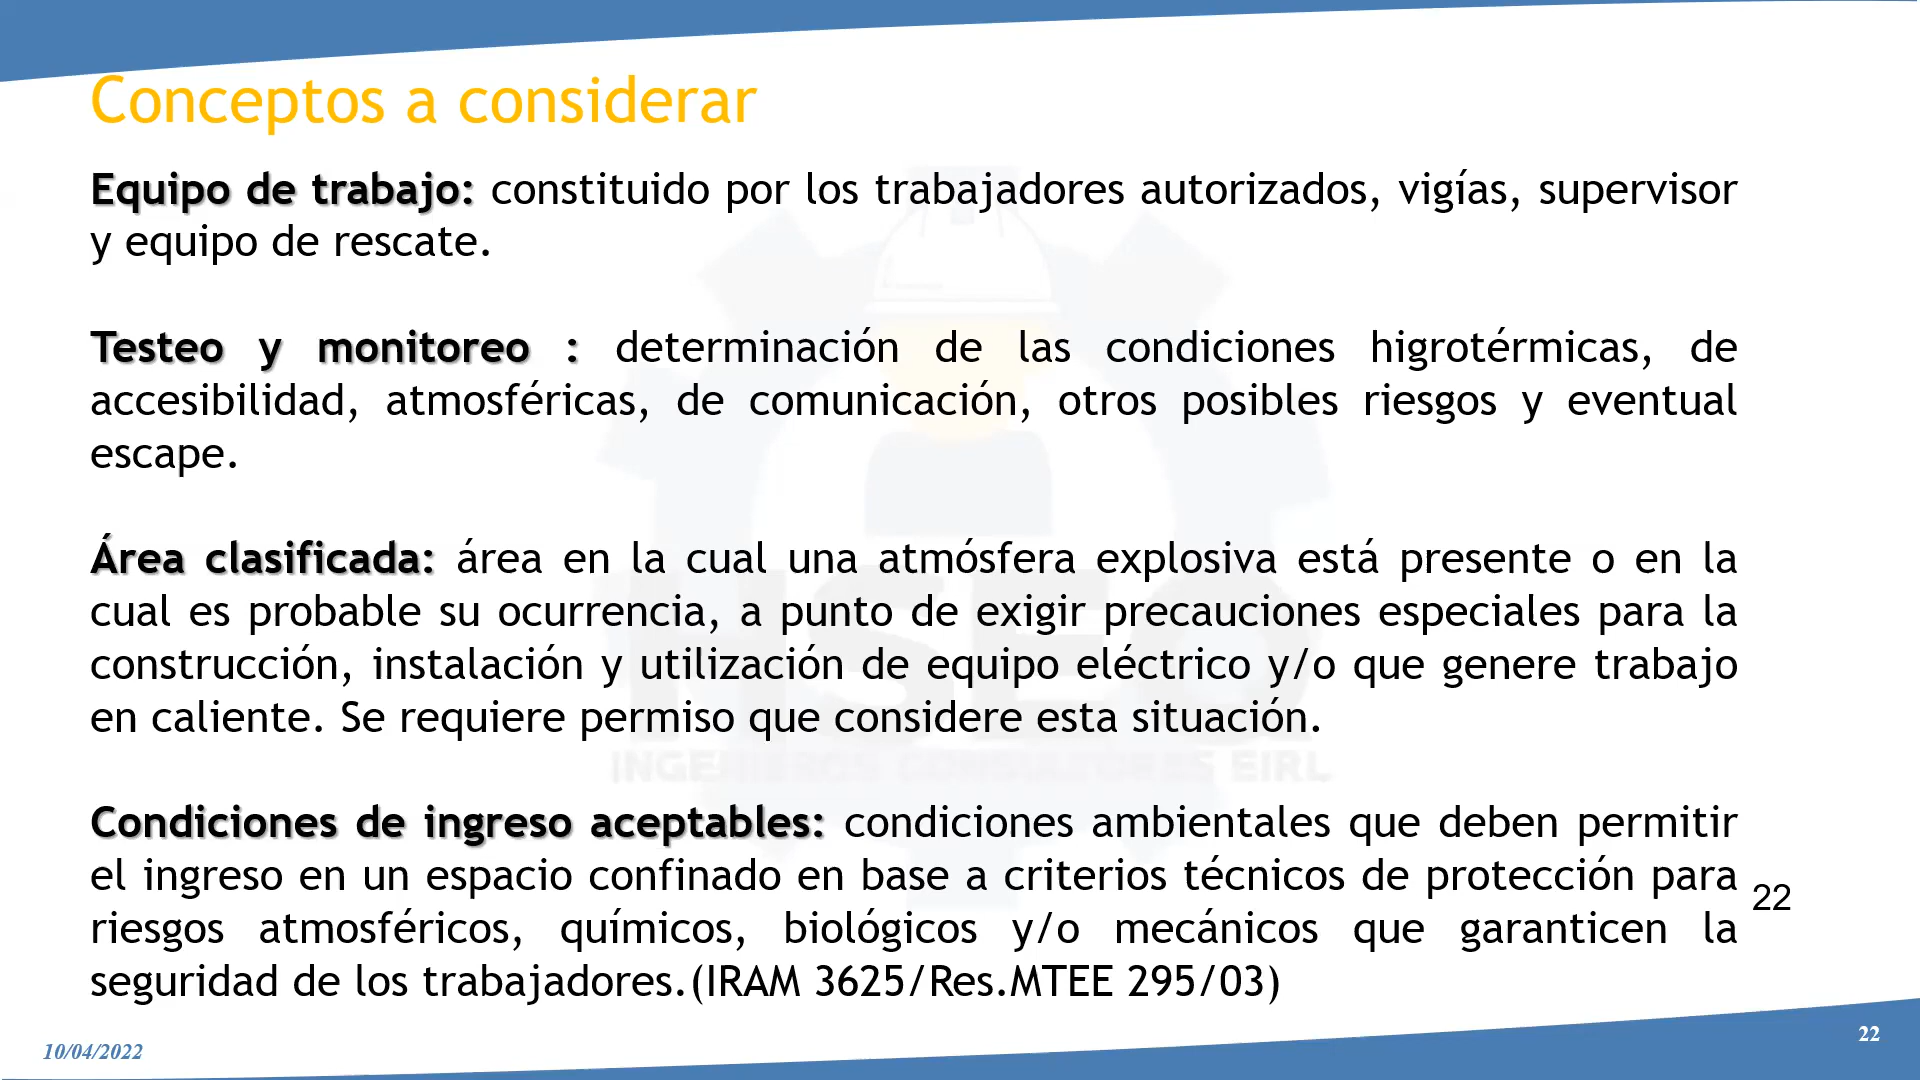 Conceptos a considerar
Equipo de trabajo: constituido por los trabajadores autorizados, vigías, supervisor
y equipo de rescate.
Testeo y monitoreo : determinación de las condiciones higrotérmicas, de
accesibilidad, atmosféricas, de comunicación, otros posibles riesgos y eventual
escape.
Área clasificada: área en la cual una atmósfera explosiva está presente o en la
cual es probable su ocurrencia, a punto de exigir precauciones especiales para la
construcción, instalación y utilización de equipo eléctrico y/o que genere trabajo
en caliente. Se requiere permiso que considere esta situación.
HSEQ
INGENIEROS CONSULTORES EIRL
Condiciones de ingreso aceptables: condiciones ambientales que deben permitir
el ingreso en un espacio confinado en base a criterios técnicos de protección para
riesgos atmosféricos, químicos, biológicos y/o mecánicos que garanticen la
seguridad de los trabajadores.(IRAM 3625/Res.MTEE 295/03)
22
10/04/2022
22